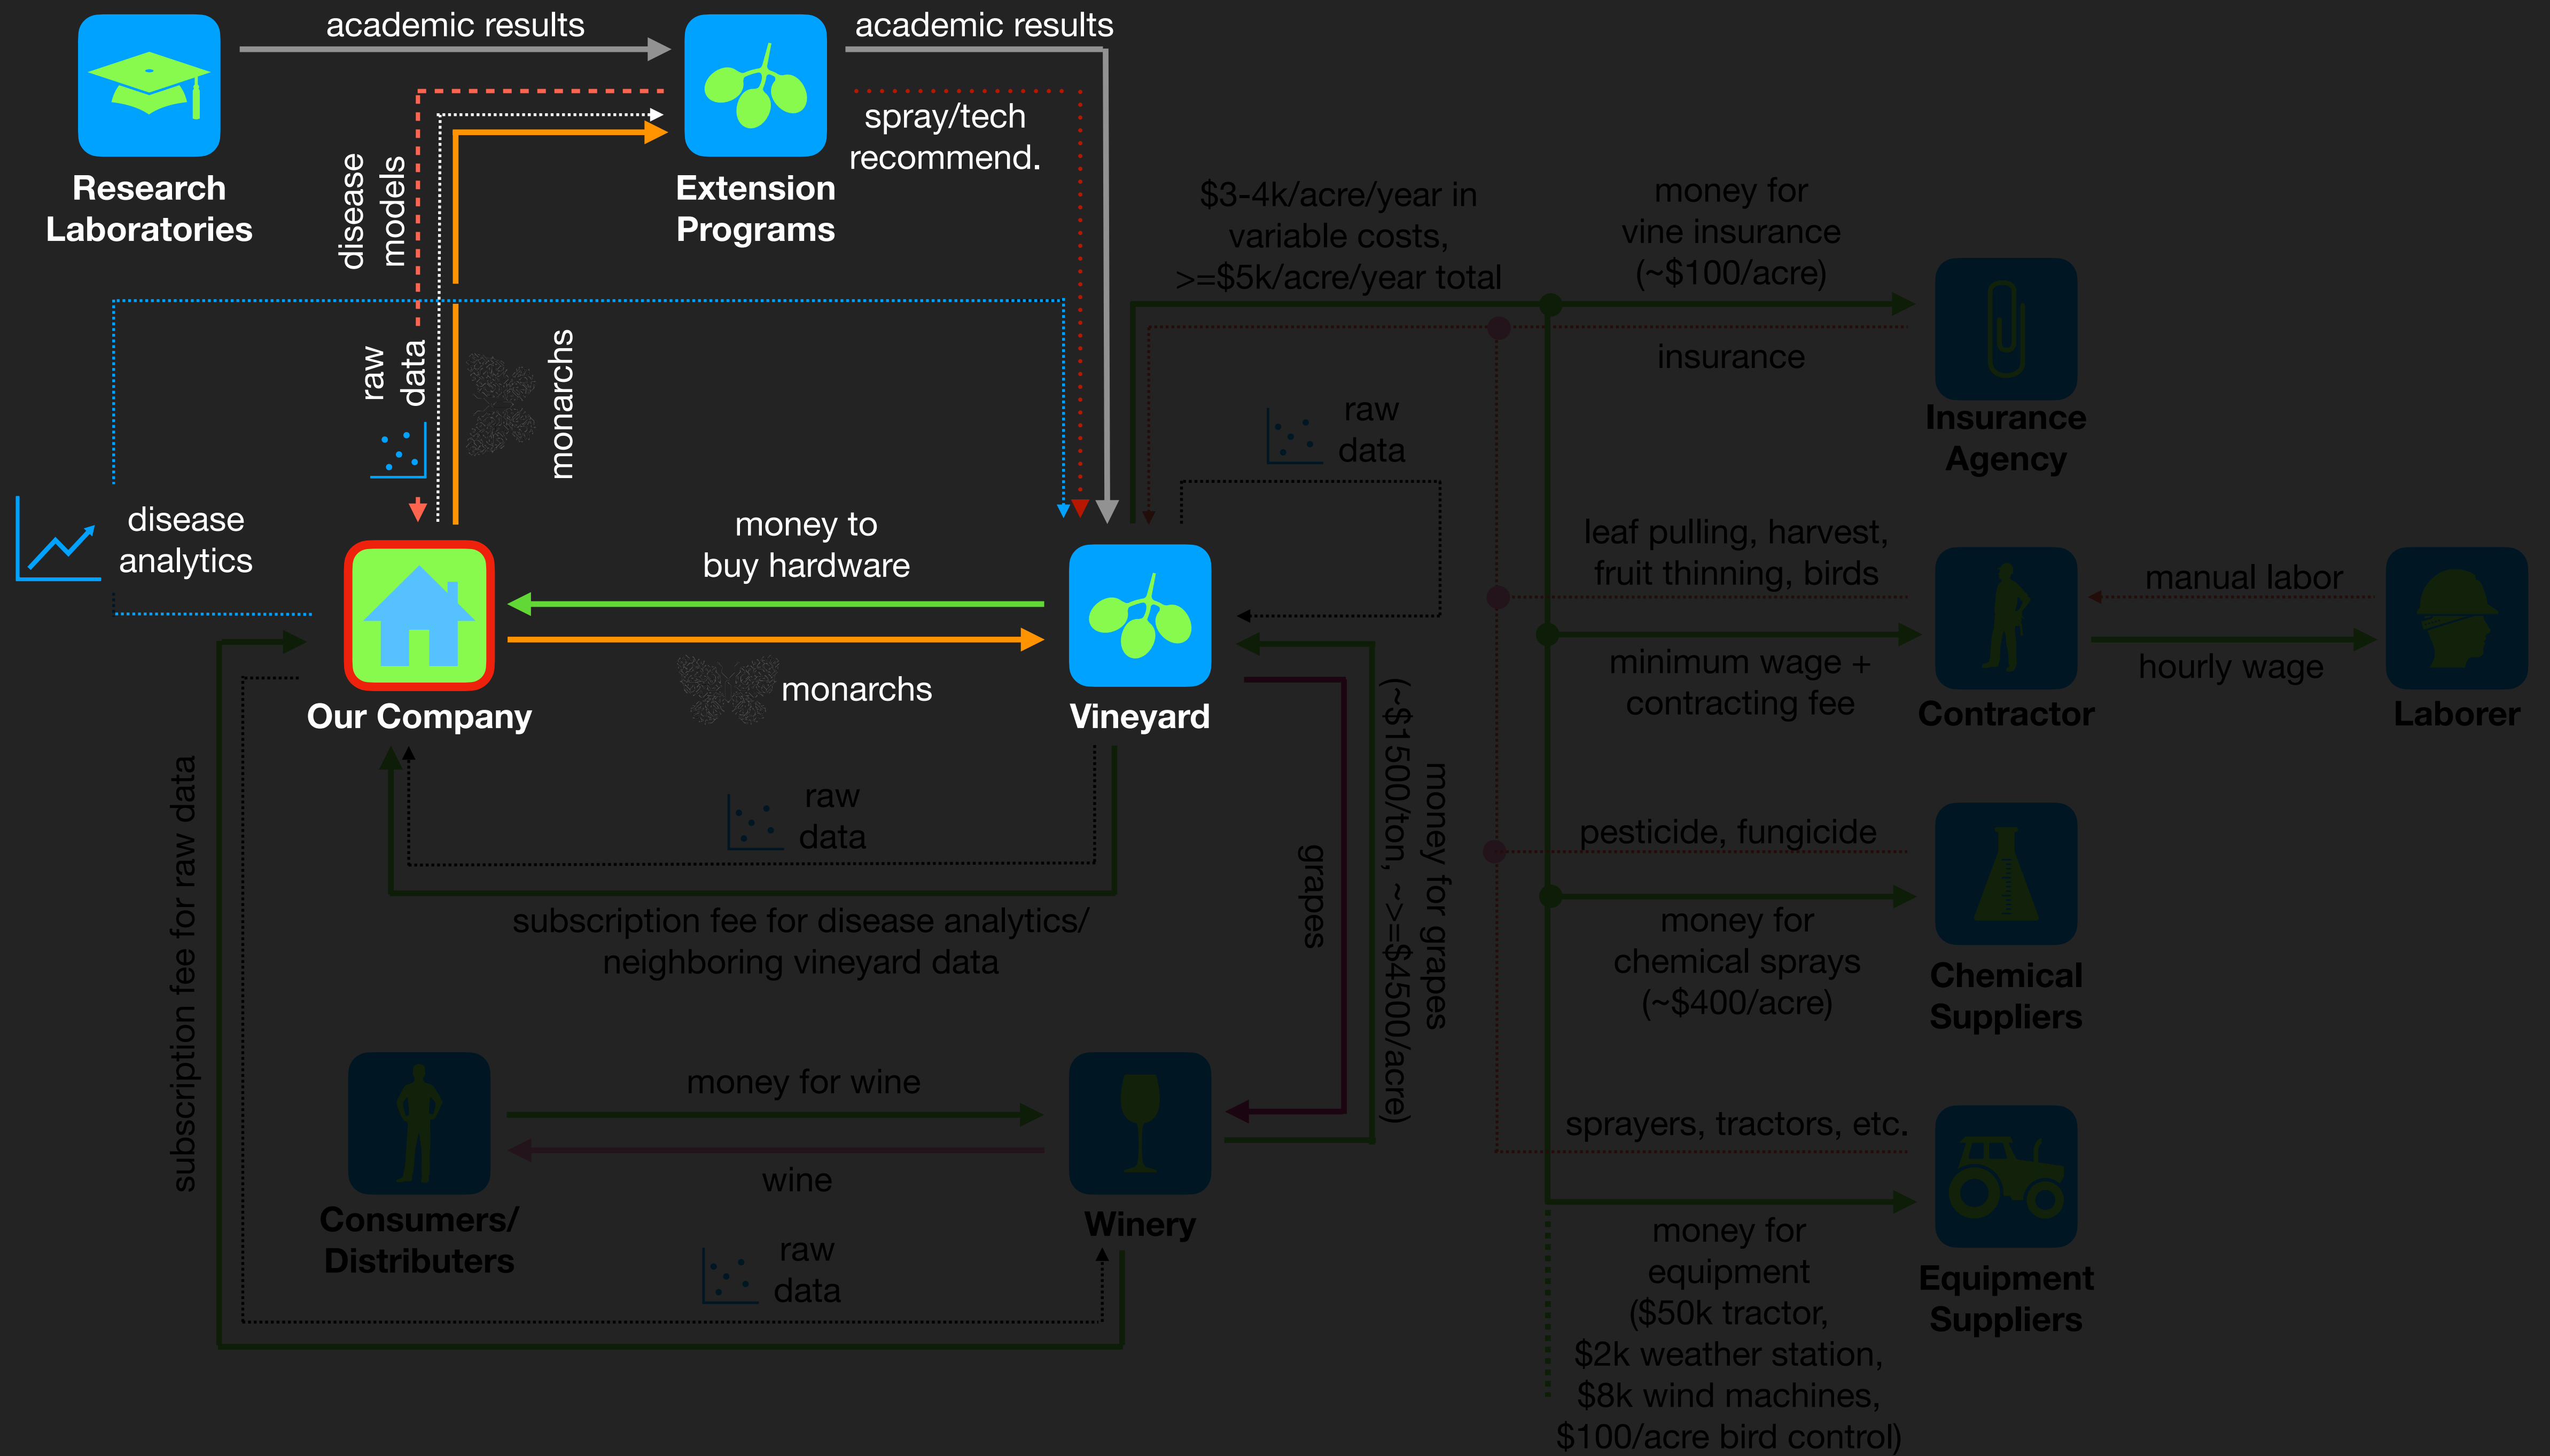 academic results
academic results
Research
Laboratories
Extension
Programs
spray/tech
recommend.
disease
models
raw
data
monarchs
disease
analytics
money to
buy hardware
monarchs
Our Company
Vineyard
$3-4k/acre/year in
variable costs,
>=$5k/acre/year total
money for
vine insurance
(~$100/acre)
insurance
Insurance
Agency
raw
data
leaf pulling, harvest,
fruit thinning, birds
minimum wage +
contracting fee
Contractor
manual labor
hourly wage
Laborer
raw
data
subscription fee for disease analytics/
neighboring vineyard data
subscription fee for raw data
grapes
money for grapes
(~$1500/ton, ~>=$4500/acre)
pesticide, fungicide
money for
chemical sprays
(~$400/acre)
Chemical
Suppliers
money for wine
wine
Consumers/
Distributers
Winery
raw
data
sprayers, tractors, etc.
money for
equipment
($50k tractor,
$2k weather station,
$8k wind machines,
$100/acre bird control)
Equipment
Suppliers